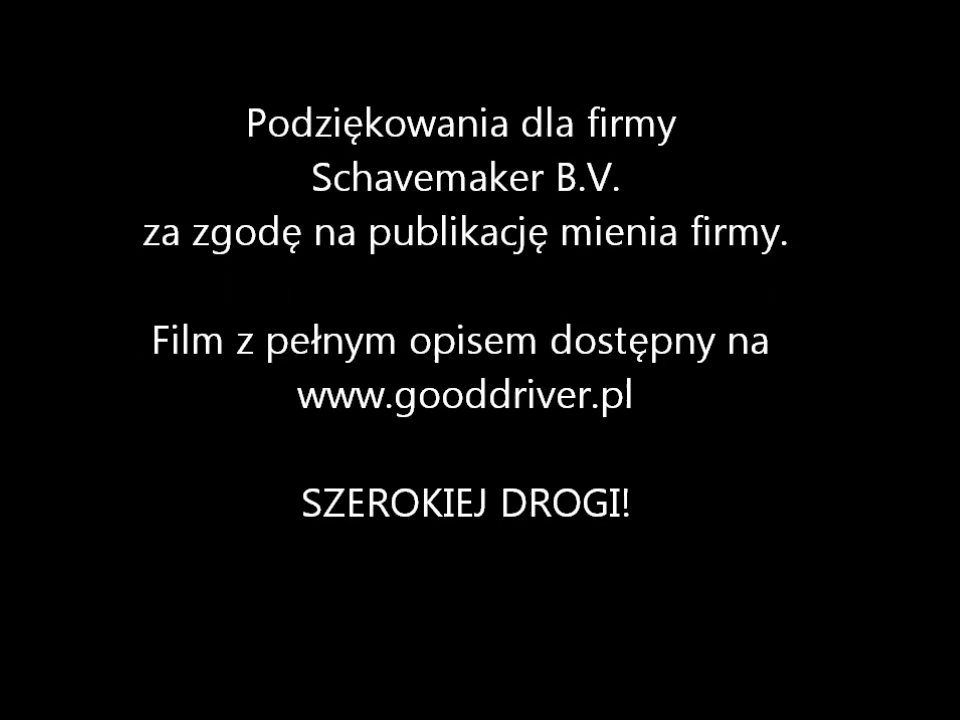 Podziękowania dla firmy
Schavemaker B.V.
za zgodę na publikację mienia firmy.
Film z pełnym opisem dostępny na
www.gooddriver.pl
SZEROKIEJ DROGI!